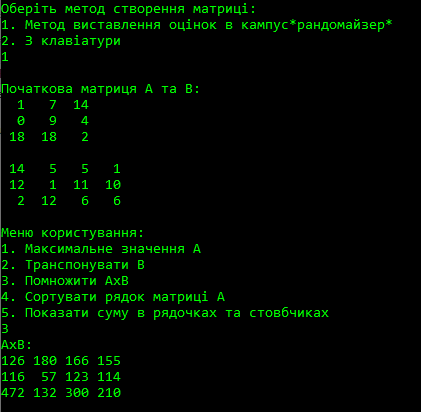 Оберіть метод створення матриці:
1. Метод виставлення оцінок в кампус*рандомайзер*
2. З клавіатури
1
Початкова матриця А та В:
1 7 14
0 9 4
18 18 2
14 5 5 1
12 1 11 10
2 12 6 6
Меню користування:
1. Максимальне значення А
2. Транспонувати В
3. Помножити АхВ
4. Сортувати рядок матриці А
5. Показати суму в рядочках та стовбчиках
3
АхВ:
126 180 166 155
116 57 123 114
472 132 300 210